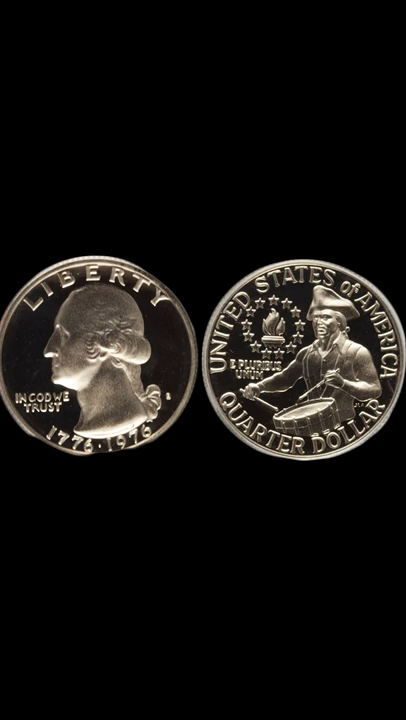 LIBERTY
IN GOD WE
TRUST
S
1776·1976
UNITED STATES of AMERICA
E PLURIBUS
UNUM
QUARTER DOLLAR